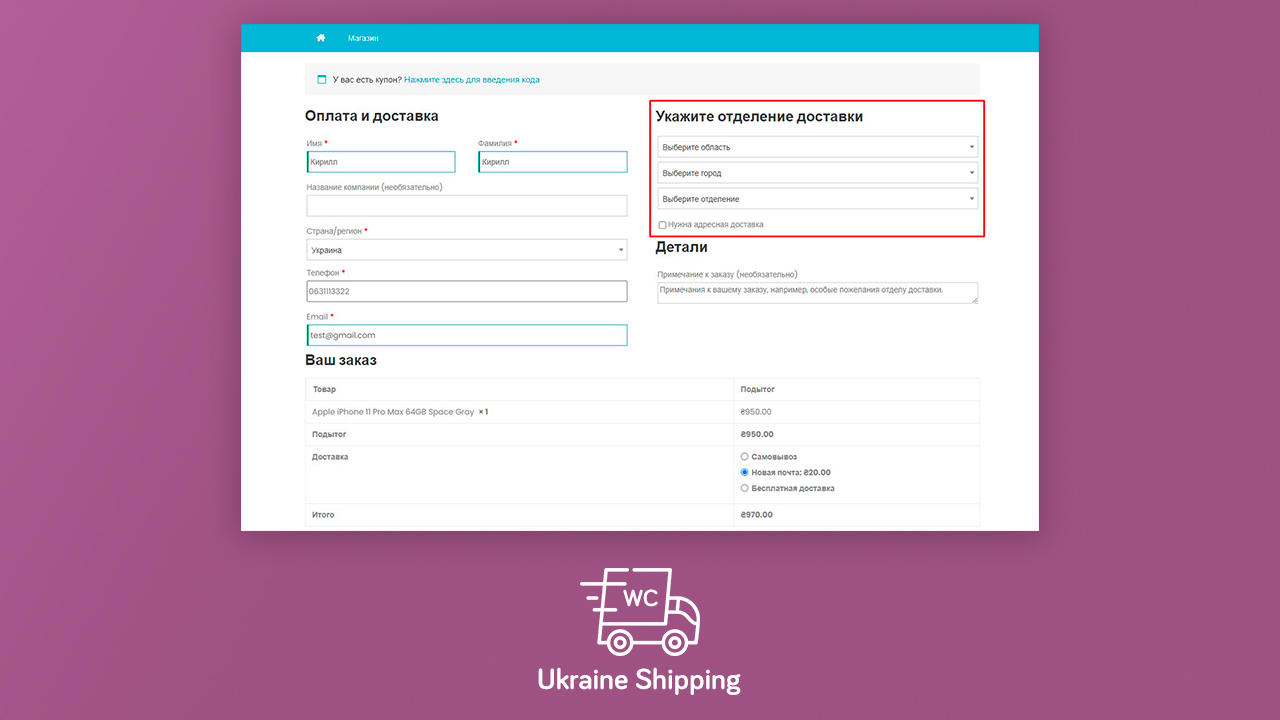 Магазин
У вас есть купон? Нажмите здесь для введения кода
Оплата и доставка
Имя *
Фамилия *
Кирилл
Кирилл
Название компании (необязательно)
Страна/регион *
Украина
Телефон *
0631113322
Email *
test@gmail.com
Укажите отделение доставки
Выберите область
Выберите город
Выберите отделение
Нужна адресная доставка
Детали
Примечание к заказу (необязательно)
Примечания к вашему заказу, например, особые пожелания отделу доставки.
Ваш заказ
Товар Подытог
Apple iPhone 11 Pro Max 64GB Space Gray × 1 ₴950.00
Подытог ₴950.00
Доставка Самовывоз
Новая почта: ₴20.00
Бесплатная доставка
Итого ₴970.00
WC
Ukraine Shipping